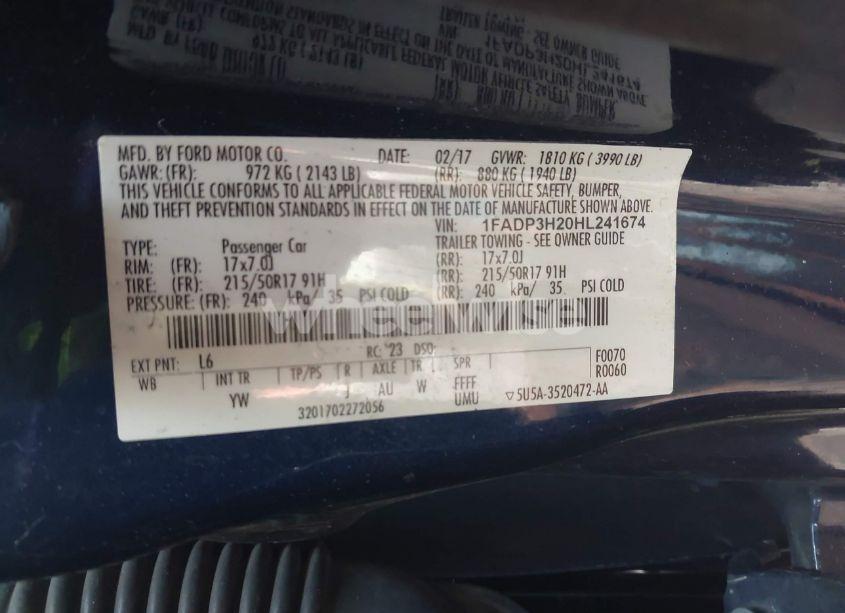 MFD. BY FORD MOTOR CO. DATE: 02/17 GVWR: 1810 KG ( 3990 LB)
GAWR: (FR): 972 KG ( 2143 LB) (RR): 880 KG ( 1940 LB)
THIS VEHICLE CONFORMS TO ALL APPLICABLE FEDERAL MOTOR VEHICLE SAFETY, BUMPER,
AND THEFT PREVENTION STANDARDS IN EFFECT ON THE DATE OF MANUFACTURE SHOWN ABOVE.
VIN: 1FADP3H20HL241674
TYPE: Passenger Car TRAILER TOWING - SEE OWNER GUIDE
RIM: (FR): 17x7.0J (RR): 17x7.0J
TIRE: (FR): 215/50R17 91H (RR): 215/50R17 91H
PRESSURE: (FR): 240 kPa/ 35 PSI COLD (RR): 240 kPa/ 35 PSI COLD
RC: 23 DSO:
EXT PNT: L6 F0070
WB INT TR TP/PS R AXLE TR SPR R0060
YW J AU W FFFF
UMU
3201702272056 ▽5U5A-3520472-AA